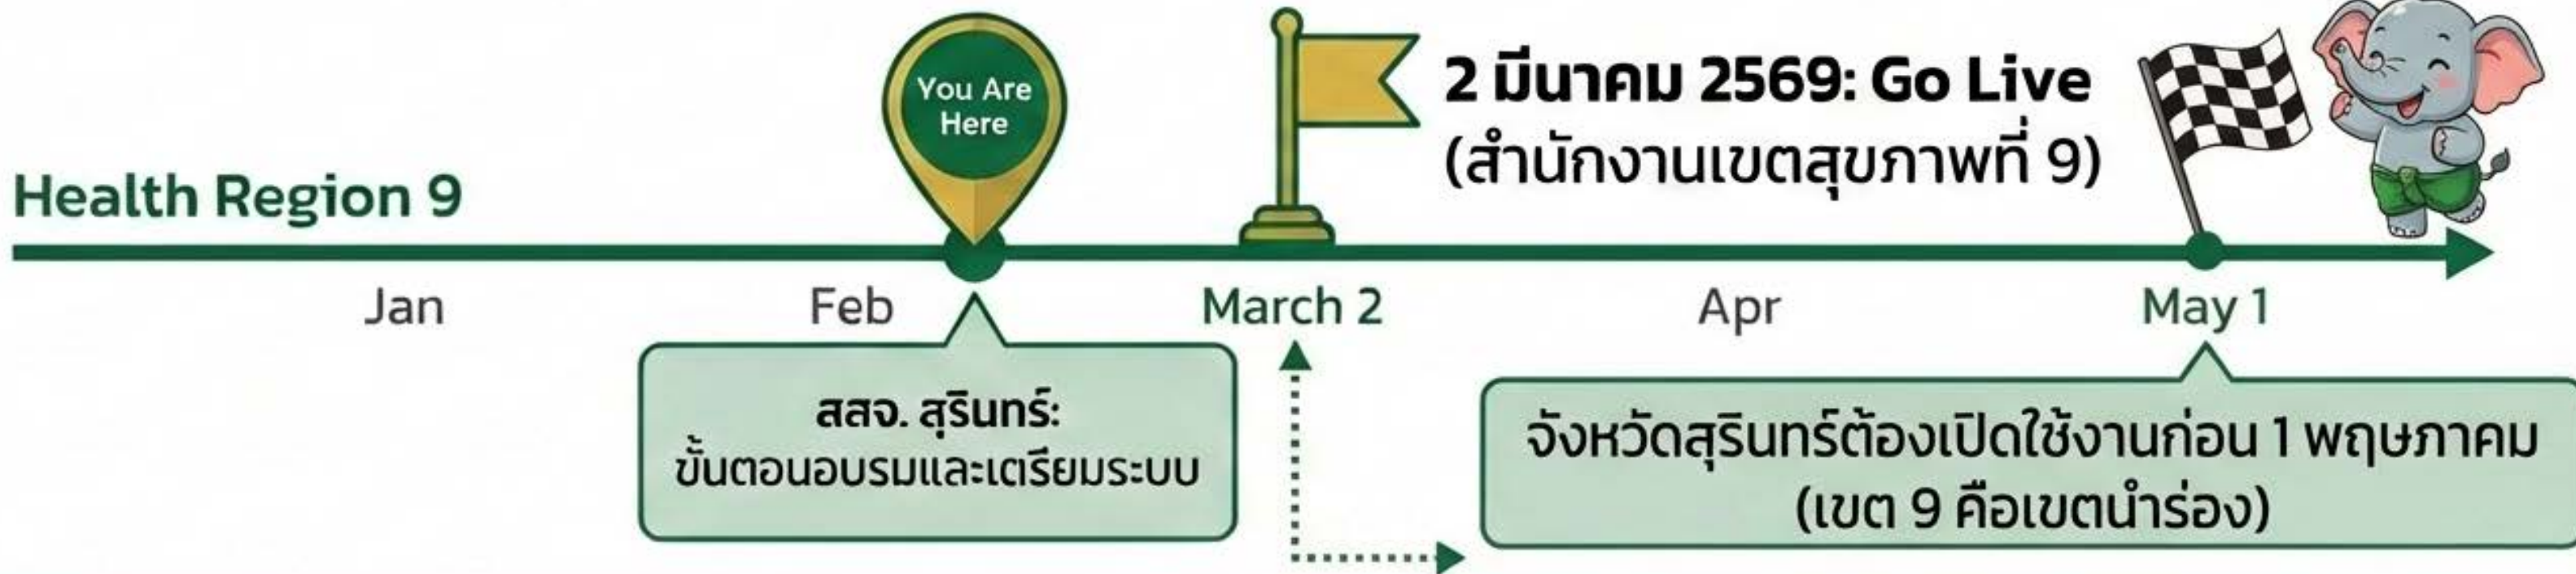 You Are
Here
2 มีนาคม 2569: Go Live
(สำนักงานเขตสุขภาพที่ 9)
Health Region 9
Jan
Feb
March 2
Apr
May 1
สสจ. สุรินทร์:
ขั้นตอนอบรมและเตรียมระบบ
จังหวัดสุรินทร์ต้องเปิดใช้งานก่อน 1 พฤษภาคม
(เขต 9 คือเขตนำร่อง)